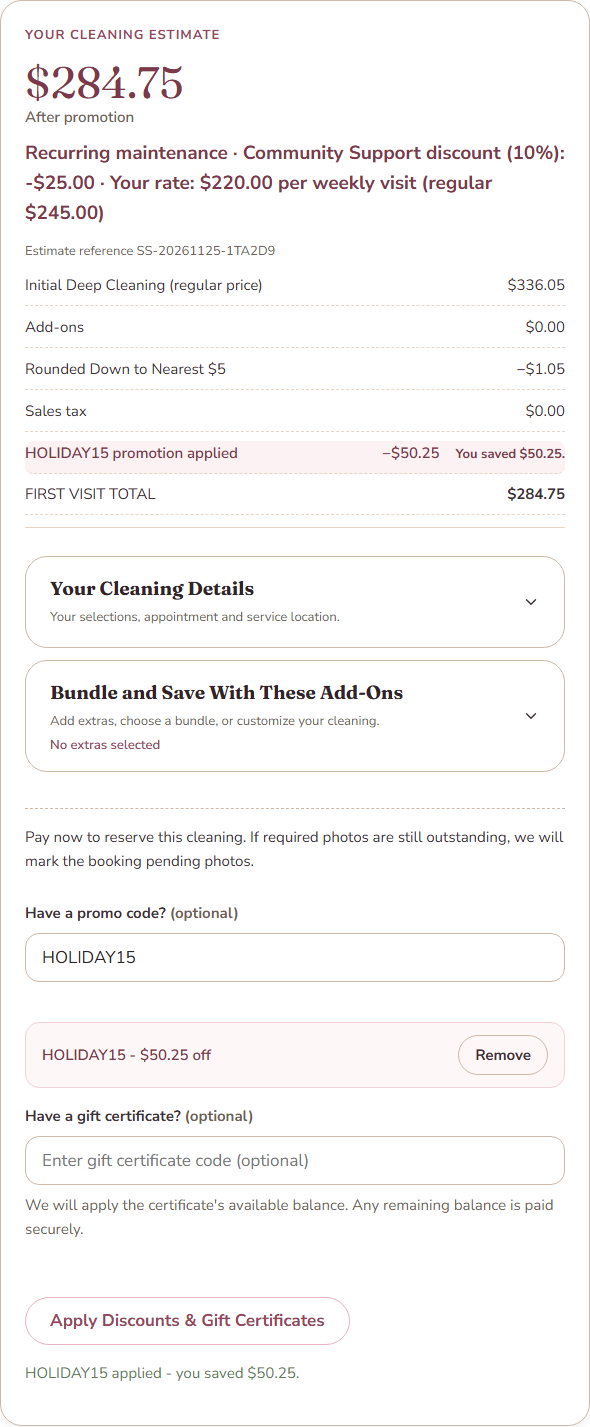 YOUR CLEANING ESTIMATE
$284.75
After promotion
Recurring maintenance · Community Support discount (10%):
-$25.00 · Your rate: $220.00 per weekly visit (regular
$245.00)
Estimate reference SS-20261125-1TA2D9
Initial Deep Cleaning (regular price) $336.05
Add-ons $0.00
Rounded Down to Nearest $5 −$1.05
Sales tax $0.00
HOLIDAY15 promotion applied −$50.25 You saved $50.25.
FIRST VISIT TOTAL $284.75
Your Cleaning Details
Your selections, appointment and service location.
Bundle and Save With These Add-Ons
Add extras, choose a bundle, or customize your cleaning.
No extras selected
Pay now to reserve this cleaning. If required photos are still outstanding, we will
mark the booking pending photos.
Have a promo code? (optional)
HOLIDAY15
HOLIDAY15 - $50.25 off Remove
Have a gift certificate? (optional)
Enter gift certificate code (optional)
We will apply the certificate's available balance. Any remaining balance is paid
securely.
Apply Discounts & Gift Certificates
HOLIDAY15 applied - you saved $50.25.